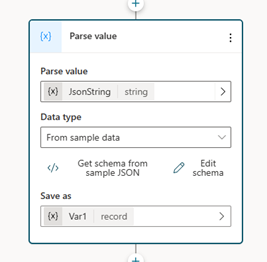 {x} Parse value
Parse value
{x} JsonString string
Data type
From sample data
</> Get schema from sample JSON
Edit schema
Save as
{x} Var1 record